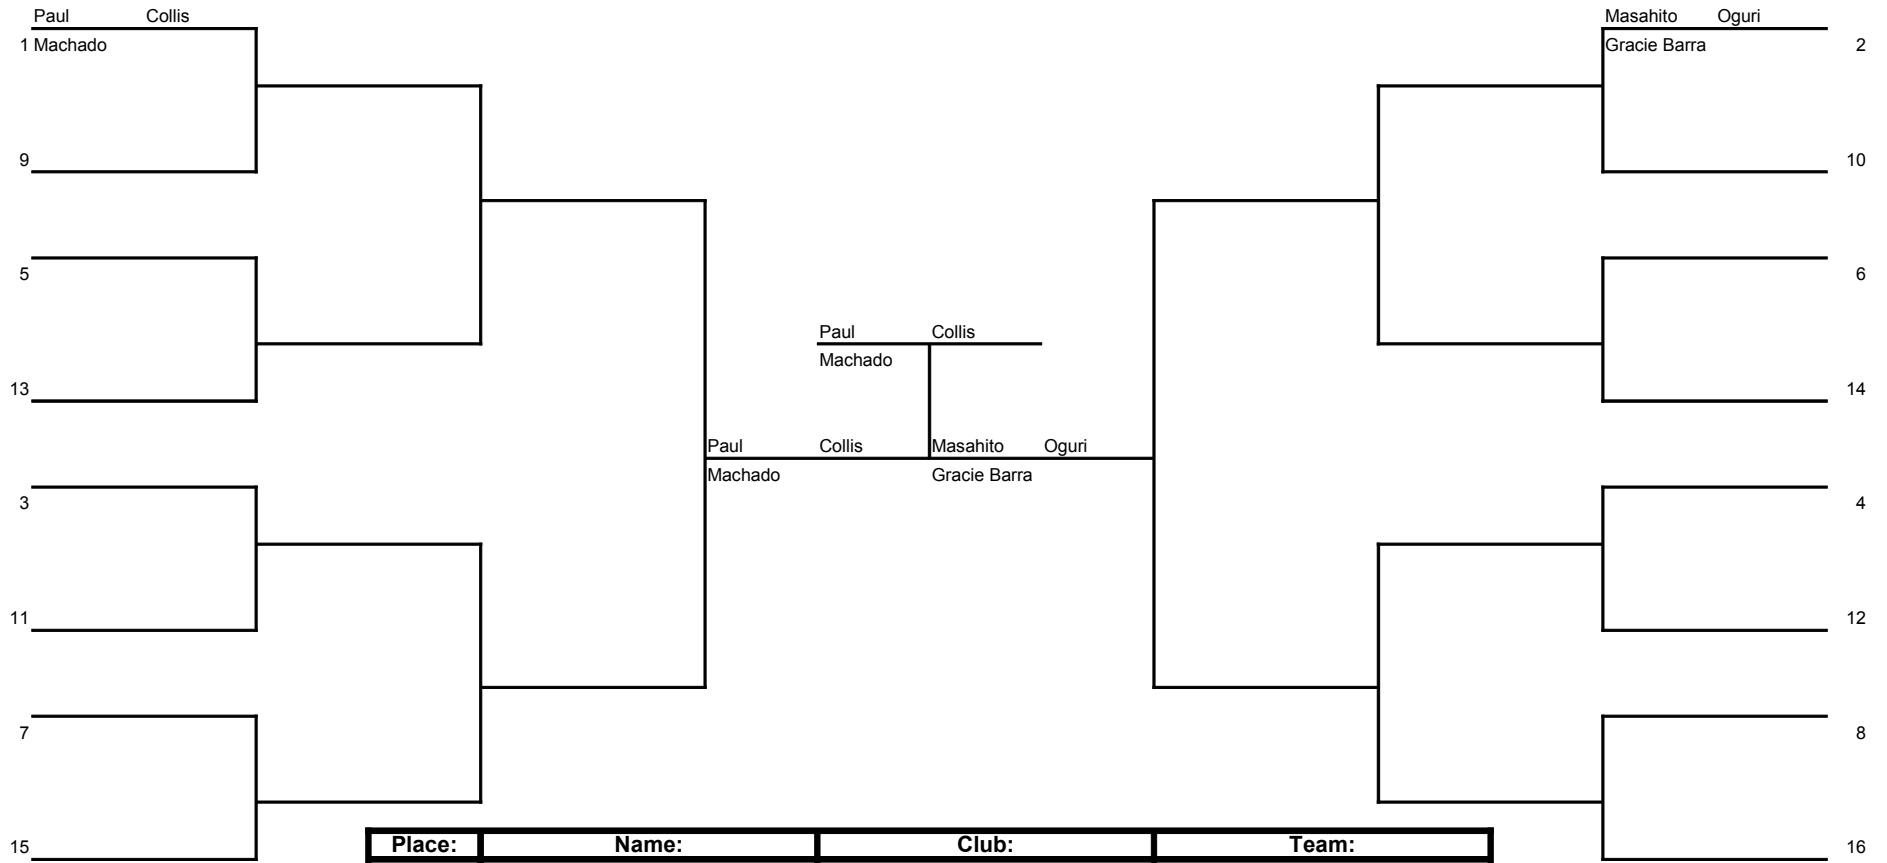 Paul Collis
1 Machado
9
5
13
3
11
7
15
Paul Collis
Machado
Paul Collis
Machado
Masahito Oguri
Gracie Barra
Masahito Oguri
Gracie Barra 2
10
6
14
4
12
8
16
Place: Name: Club: Team: